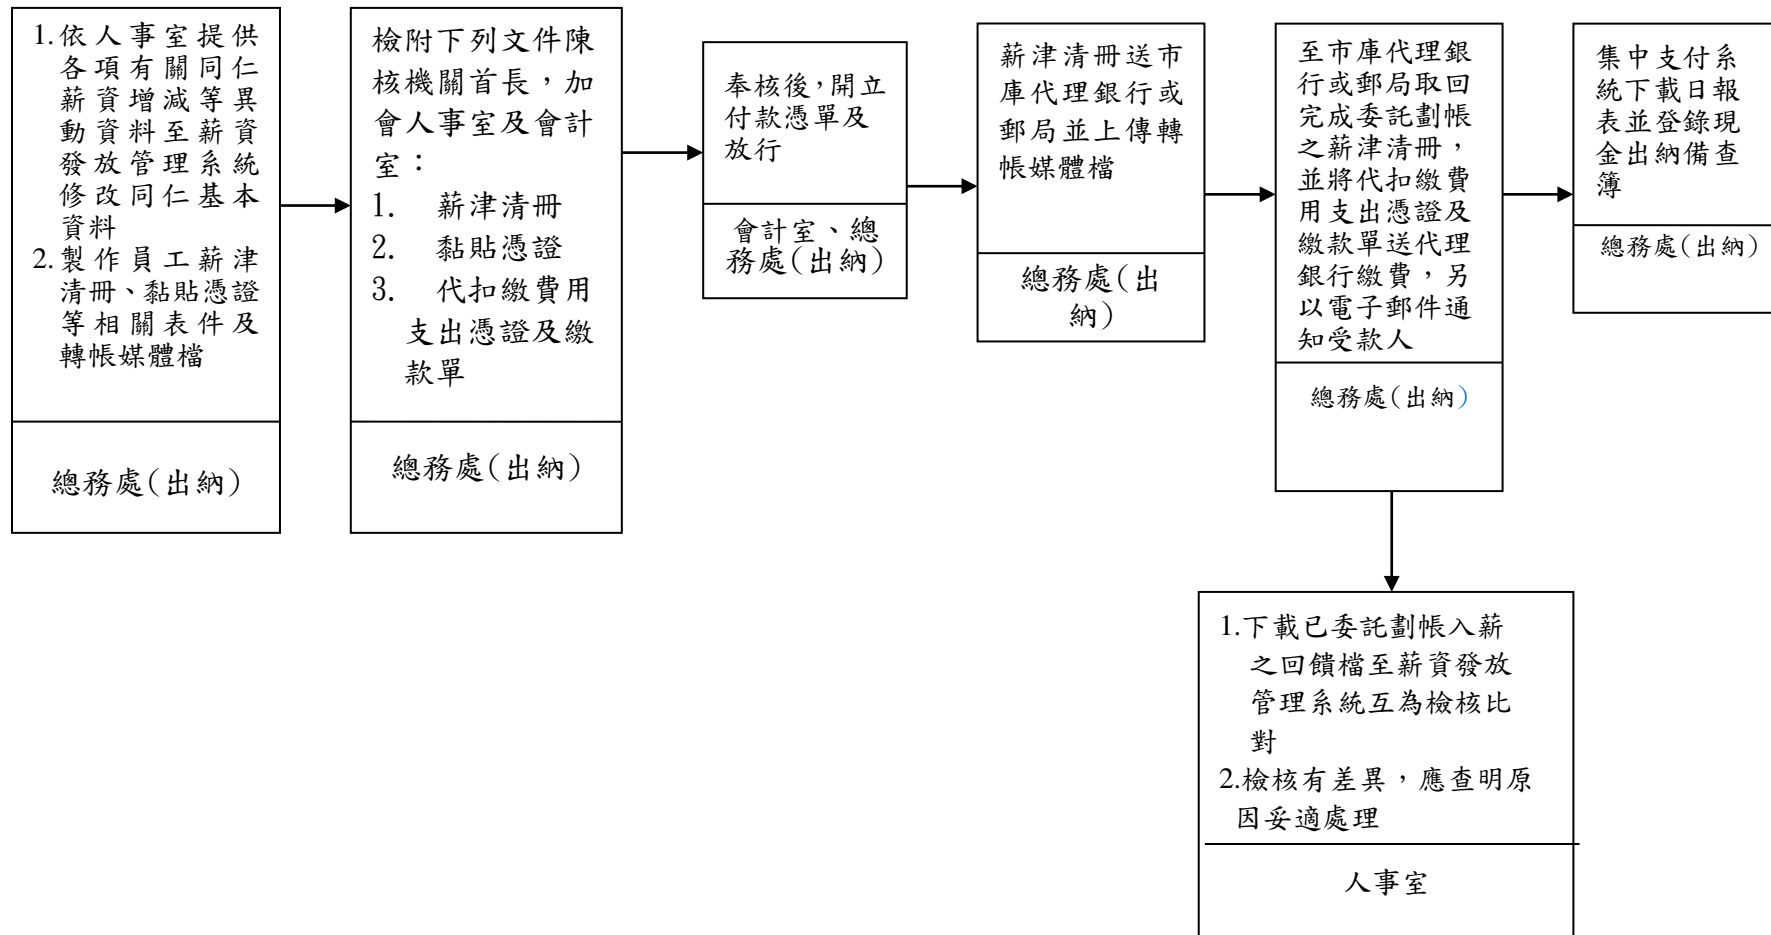 1.依人事室提供
各項有關同仁
薪資增減等異
動資料至薪資
發放管理系統
修改同仁基本
資料
2.製作員工薪津
清冊、黏貼憑證
等相關表件及
轉帳媒體檔
總務處(出納)
檢附下列文件陳
核機關首長，加
會人事室及會計
室：
1. 薪津清冊
2. 黏貼憑證
3. 代扣繳費用
支出憑證及繳
款單
總務處(出納)
奉核後，開立
付款憑單及
放行
會計室、總
務處(出納)
薪津清冊送市
庫代理銀行或
郵局並上傳轉
帳媒體檔
總務處(出
納)
至市庫代理銀
行或郵局取回
完成委託劃帳
之薪津清冊，
並將代扣繳費
用支出憑證及
繳款單送代理
銀行繳費，另
以電子郵件通
知受款人
總務處(出納)
集中支付系
統下載日報
表並登錄現
金出納備查
簿
總務處(出納)
1.下載已委託劃帳入薪
之回饋檔至薪資發放
管理系統互為檢核比
對
2.檢核有差異，應查明原
因妥適處理
人事室